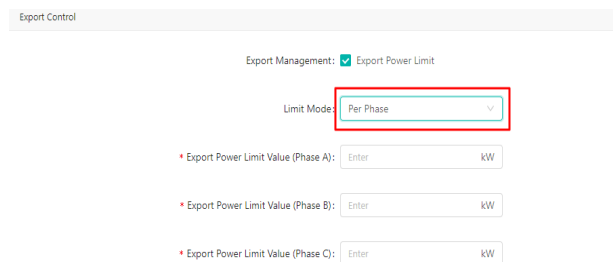 Export Control
Export Management: Export Power Limit
Limit Mode: Per Phase
* Export Power Limit Value (Phase A): Enter kW
* Export Power Limit Value (Phase B): Enter kW
* Export Power Limit Value (Phase C): Enter kW